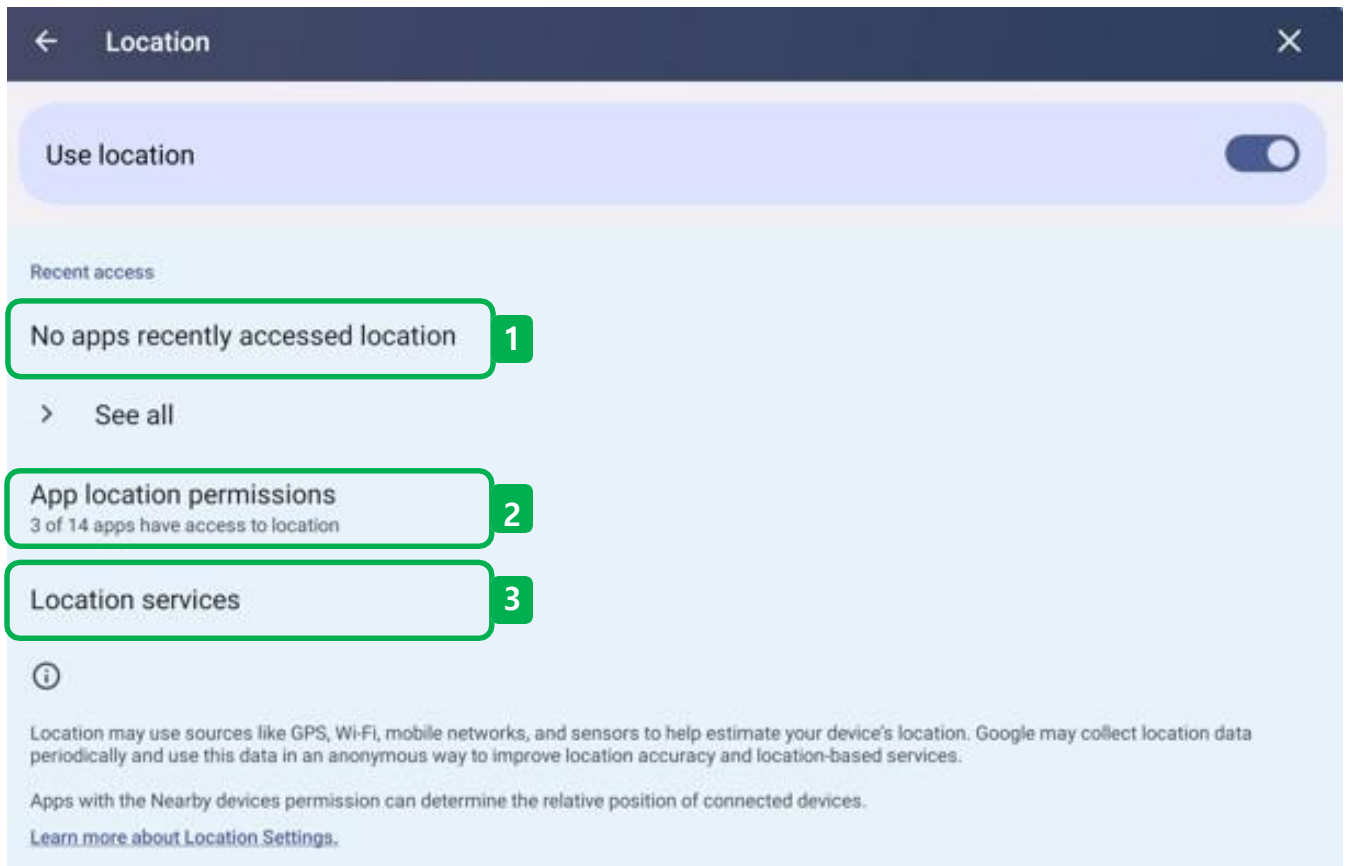 Location
Use location
Recent access
No apps recently accessed location
1
See all
App location permissions
3 of 14 apps have access to location
2
Location services
3
Location may use sources like GPS, Wi-Fi, mobile networks, and sensors to help estimate your device's location. Google may collect location data
periodically and use this data in an anonymous way to improve location accuracy and location-based services.
Apps with the Nearby devices permission can determine the relative position of connected devices.
Learn more about Location Settings.